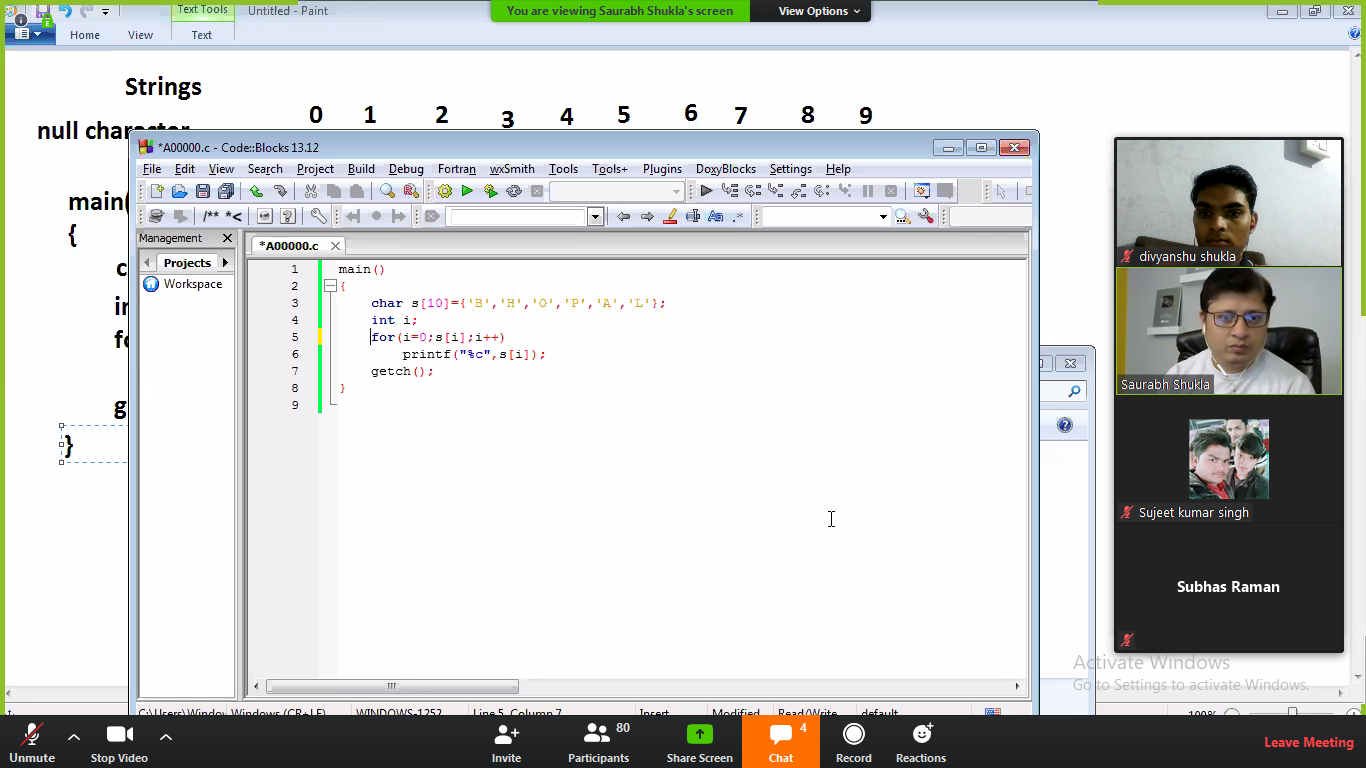 Text Tools
Untitled - Paint
You are viewing Saurabh Shukla's screen
View Options
Home
View
Text
Strings
0 1 2 3 4 5 6 7 8 9
null character
main(
{
c
in
fo
g
}
*A00000.c - Code::Blocks 13.12
File Edit View Search Project Build Debug Fortran wxSmith Tools Tools+ Plugins DoxyBlocks Settings Help
/** *<
Management
*A00000.c
Projects
Workspace
1 main()
2 {
3 char s[10]={'B','H','O','P','A','L'};
4 int i;
5 for(i=0;s[i];i++)
6 printf("%c",s[i]);
7 getch();
8 }
9
C:\Users\Window Windows (CR+LF) WINDOWS-1252 Line 5, Column 7 Insert Modified Read/Write default
100%
divyanshu shukla
Saurabh Shukla
Sujeet kumar singh
Subhas Raman
Activate Windows
Go to Settings to activate Windows.
Unmute
Stop Video
Invite
80
Participants
Share Screen
4
Chat
Record
Reactions
Leave Meeting